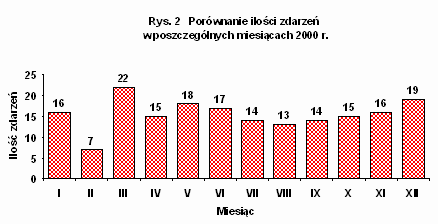 Rys. 2 Porównanie ilości zdarzeń
wposzczególnych miesiącach 2000 r.
Ilość zdarzeń
25
20
15
10
5
0
16
7
22
15
18
17
14
13
14
15
16
19
I
II
III
IV
V
VI
VII
VIII
IX
X
XI
XII
Miesiąc